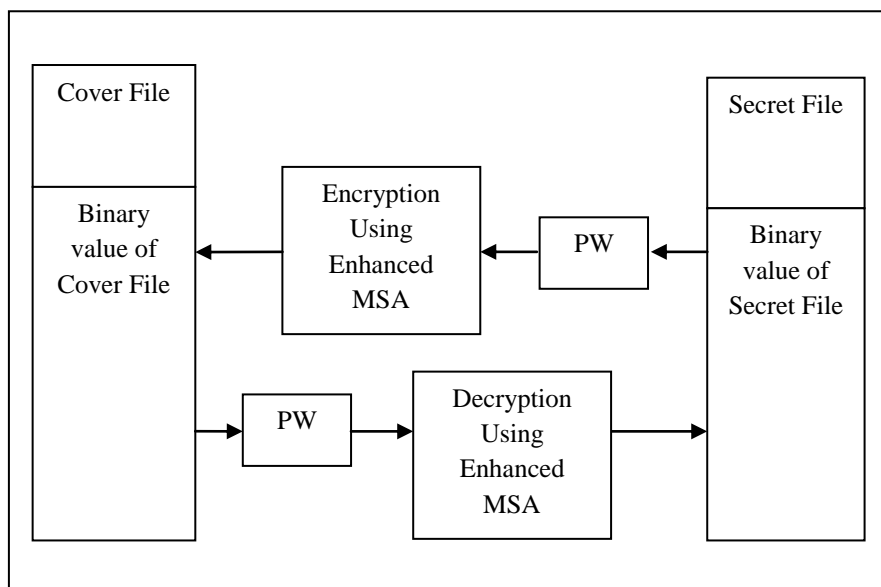 Cover File
Secret File
Encryption
Using
Enhanced
MSA
PW
Binary
value of
Cover File
Binary
value of
Secret File
PW
Decryption
Using
Enhanced
MSA